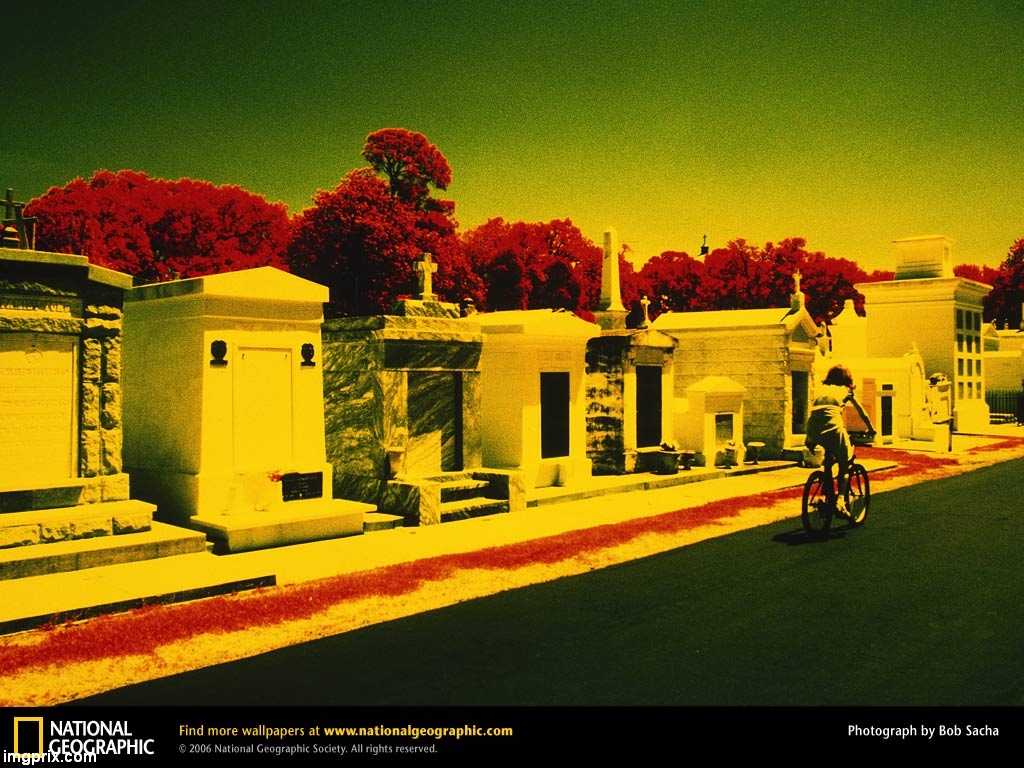 NATIONAL
GEOGRAPHIC
Find more wallpapers at www.nationalgeographic.com
© 2006 National Geographic Society. All rights reserved.
Photograph by Bob Sacha
imgprix.com